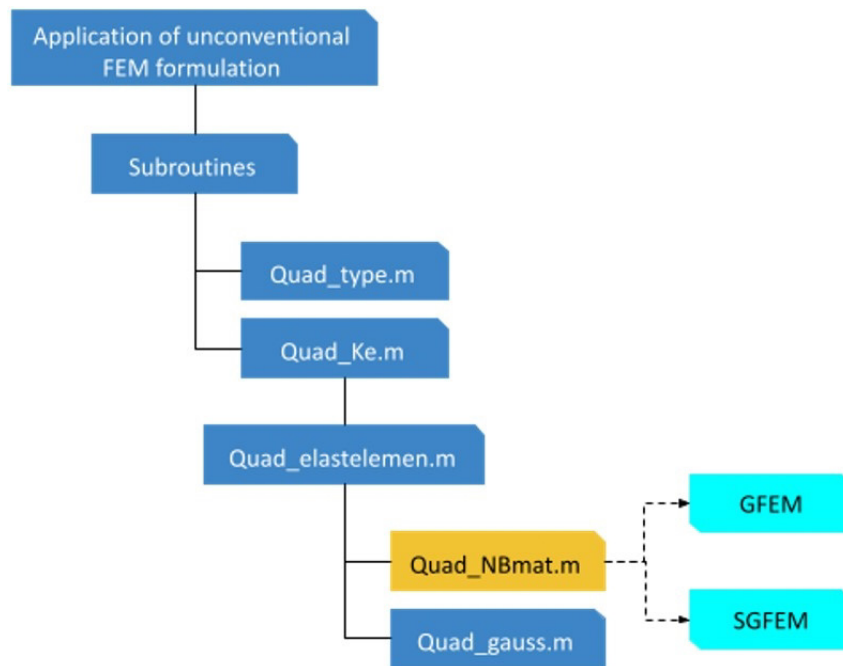 Application of unconventional
FEM formulation
Subroutines
Quad_type.m
Quad_Ke.m
Quad_elastelemen.m
Quad_NBmat.m
GFEM
SGFEM
Quad_gauss.m